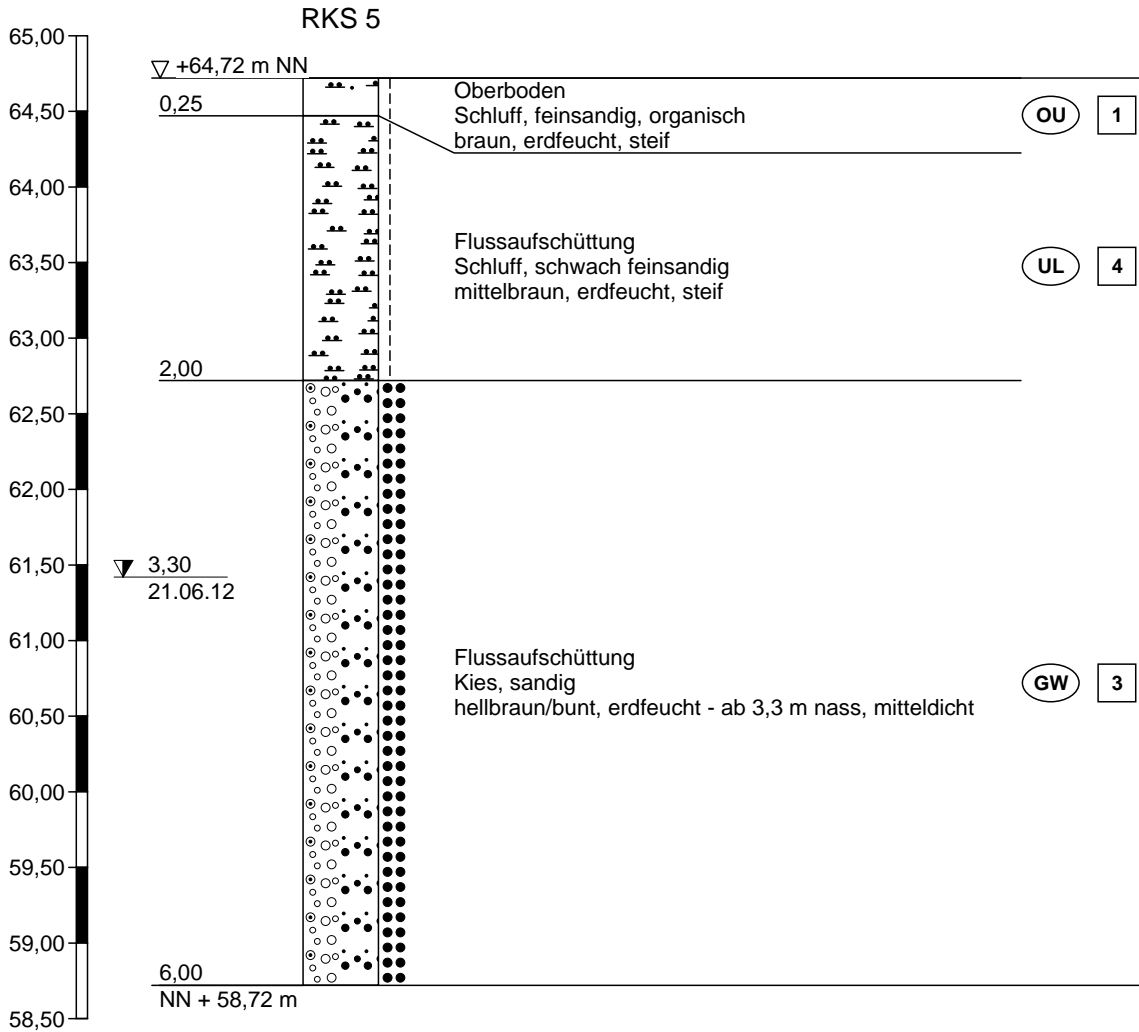 RKS 5
65,00
64,50
64,00
63,50
63,00
62,50
62,00
61,50
61,00
60,50
60,00
59,50
59,00
58,50
+64,72 m NN
0,25
Oberboden
Schluff, feinsandig, organisch
braun, erdfeucht, steif
OU 1
Flussaufschüttung
Schluff, schwach feinsandig
mittelbraun, erdfeucht, steif
UL 4
2,00
3,30
21.06.12
Flussaufschüttung
Kies, sandig
hellbraun/bunt, erdfeucht - ab 3,3 m nass, mitteldicht
GW 3
6,00
NN + 58,72 m